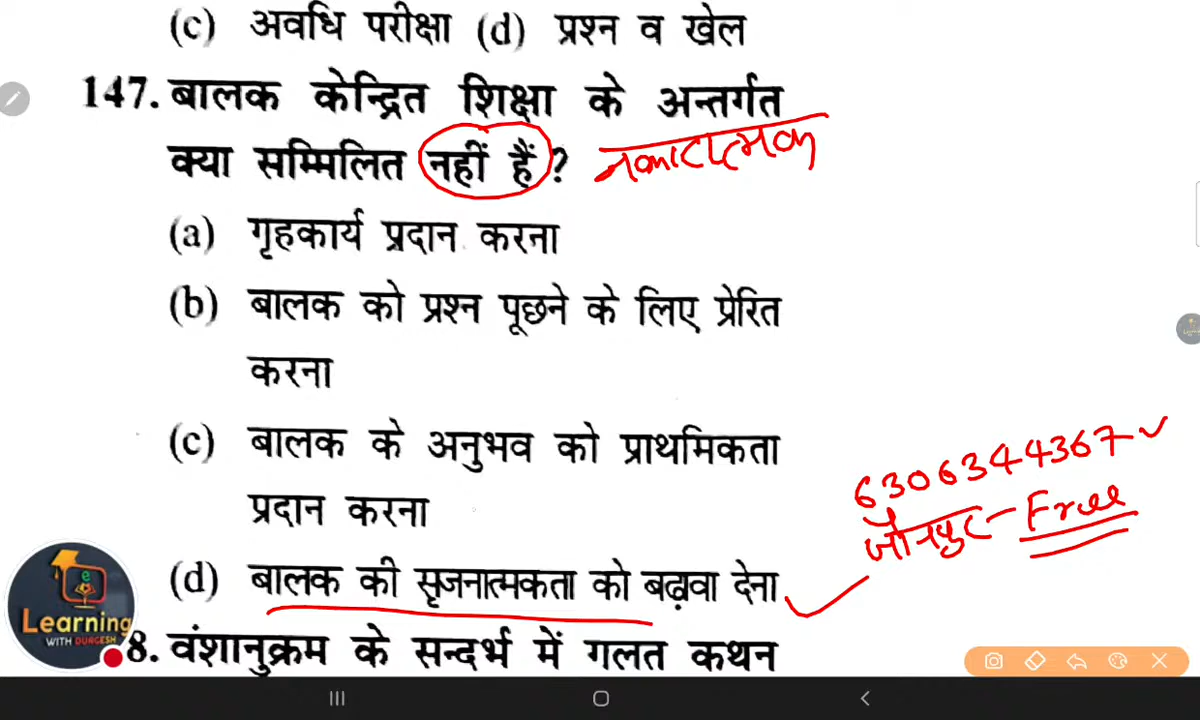 (c) अवधि परीक्षा (d) प्रश्न व खेल
147. बालक केन्द्रित शिक्षा के अन्तर्गत
क्या सम्मिलित नहीं हैं ? नकारात्मक
(a) गृहकार्य प्रदान करना
(b) बालक को प्रश्न पूछने के लिए प्रेरित
करना
(c) बालक के अनुभव को प्राथमिकता
प्रदान करना
6306344367
जौनपुर - Free
(d) बालक की सृजनात्मकता को बढ़ावा देना
8. वंशानुक्रम के सन्दर्भ में गलत कथन
e
Learning
WITH DURGESH